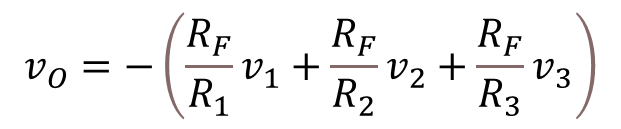 v_O = −(R_F/R_1 v_1 + R_F/R_2 v_2 + R_F/R_3 v_3)